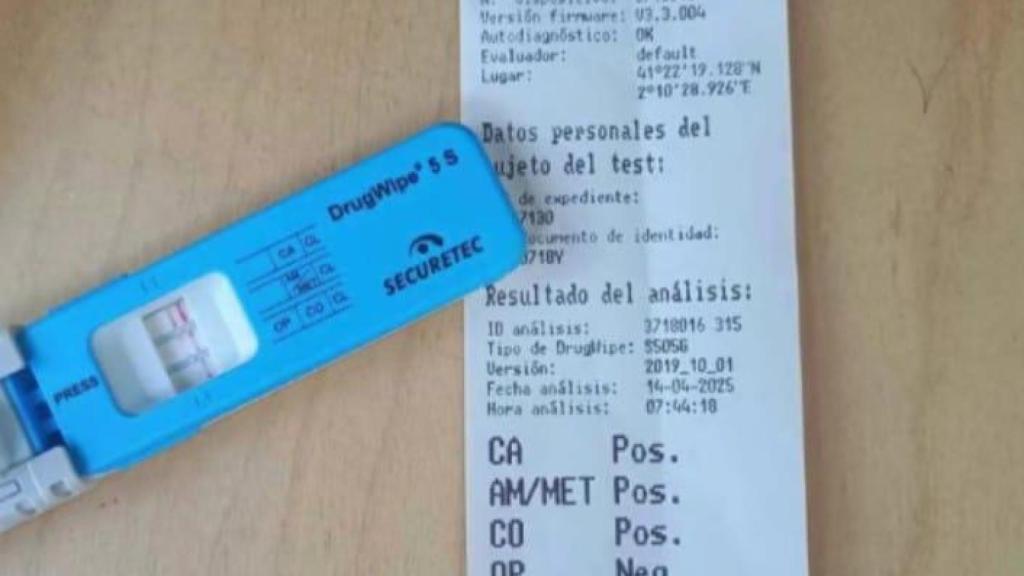 Versión firmware: V3.3.004
Autodiagnóstico: OK
Evaluador: default
Lugar: 41°22'19.128"N
2°10'28.926"E
Datos personales del
ujeto del test:
de expediente:
7130
ocumento de identidad:
3718Y
Resultado del análisis:
ID análisis: 3718016 315
Tipo de DrugWipe: S505G
Versión: 2019_10_01
Fecha análisis: 14-04-2025
Hora análisis: 07:44:18
CA Pos.
AM/MET Pos.
CO Pos.
OP Neg
DrugWipe® 5 S
SECURETEC
CA CL
AM MET CL
OP CO CL
PRESS